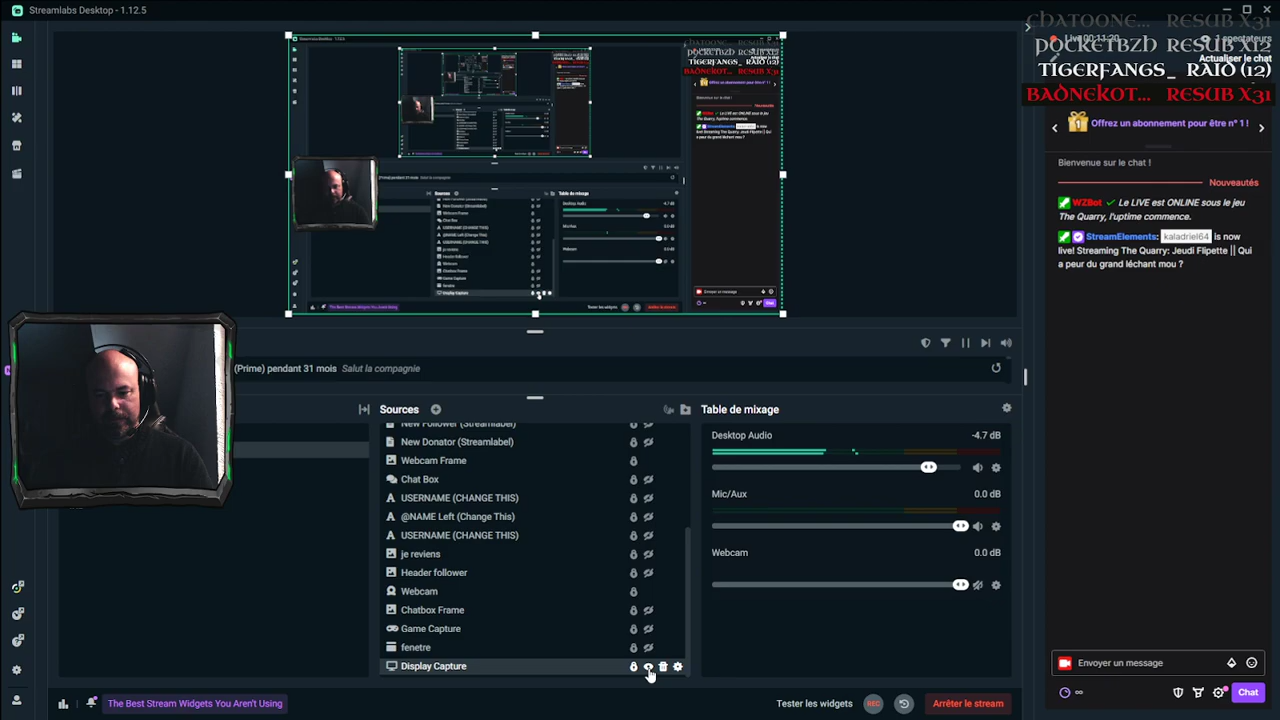 Streamlabs Desktop - 1.12.5
CHATOONE... RESUB X31
TIGERFANGS_ RAID (12)
BADNEKOT... RESUB X31
Actualiser le chat
Offrez un abonnement pour être n° 1 !
Bienvenue sur le chat !
Nouveautés
WZBot: Le LIVE est ONLINE sous le jeu
The Quarry, l'uptime commence.
StreamElements: kaladriel64 is now
live! Streaming The Quarry: Jeudi Flipette || Qui
a peur du grand léchant mou ?
(Prime) pendant 31 mois Salut la compagnie
Sources
New Follower (Streamlabel)
New Donator (Streamlabel)
Webcam Frame
Chat Box
USERNAME (CHANGE THIS)
@NAME Left (Change This)
USERNAME (CHANGE THIS)
je reviens
Header follower
Webcam
Chatbox Frame
Game Capture
fenetre
Display Capture
Table de mixage
Desktop Audio -4.7 dB
Mic/Aux 0.0 dB
Webcam 0.0 dB
Envoyer un message
∞
Chat
The Best Stream Widgets You Aren't Using
Tester les widgets
REC
Arrêter le stream